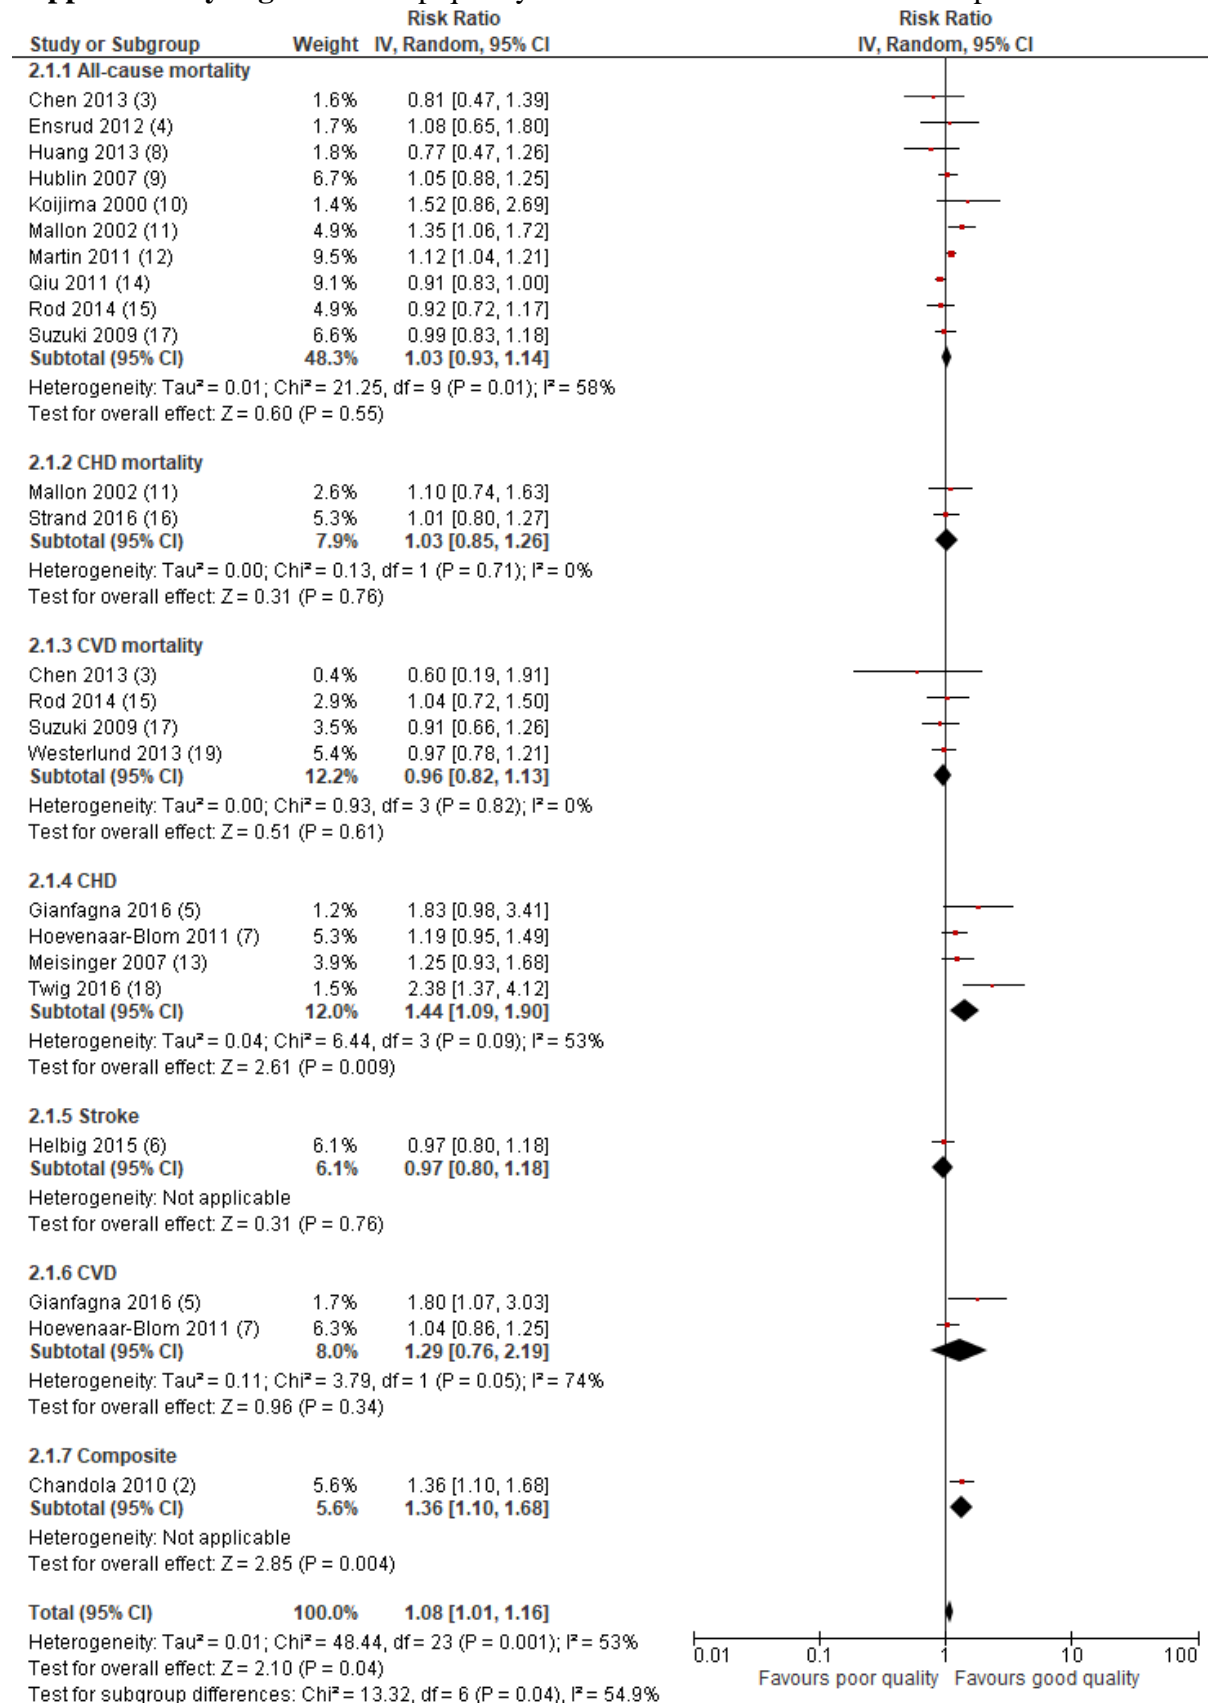 Risk Ratio Risk Ratio
Study or Subgroup Weight IV, Random, 95% CI IV, Random, 95% CI
2.1.1 All-cause mortality
Chen 2013 (3) 1.6% 0.81 [0.47, 1.39]
Ensrud 2012 (4) 1.7% 1.08 [0.65, 1.80]
Huang 2013 (8) 1.8% 0.77 [0.47, 1.26]
Hublin 2007 (9) 6.7% 1.05 [0.88, 1.25]
Koijima 2000 (10) 1.4% 1.52 [0.86, 2.69]
Mallon 2002 (11) 4.9% 1.35 [1.06, 1.72]
Martin 2011 (12) 9.5% 1.12 [1.04, 1.21]
Qiu 2011 (14) 9.1% 0.91 [0.83, 1.00]
Rod 2014 (15) 4.9% 0.92 [0.72, 1.17]
Suzuki 2009 (17) 6.6% 0.99 [0.83, 1.18]
Subtotal (95% CI) 48.3% 1.03 [0.93, 1.14]
Heterogeneity: Tau² = 0.01; Chi² = 21.25, df = 9 (P = 0.01); I² = 58%
Test for overall effect: Z = 0.60 (P = 0.55)
2.1.2 CHD mortality
Mallon 2002 (11) 2.6% 1.10 [0.74, 1.63]
Strand 2016 (16) 5.3% 1.01 [0.80, 1.27]
Subtotal (95% CI) 7.9% 1.03 [0.85, 1.26]
Heterogeneity: Tau² = 0.00; Chi² = 0.13, df = 1 (P = 0.71); I² = 0%
Test for overall effect: Z = 0.31 (P = 0.76)
2.1.3 CVD mortality
Chen 2013 (3) 0.4% 0.60 [0.19, 1.91]
Rod 2014 (15) 2.9% 1.04 [0.72, 1.50]
Suzuki 2009 (17) 3.5% 0.91 [0.66, 1.26]
Westerlund 2013 (19) 5.4% 0.97 [0.78, 1.21]
Subtotal (95% CI) 12.2% 0.96 [0.82, 1.13]
Heterogeneity: Tau² = 0.00; Chi² = 0.93, df = 3 (P = 0.82); I² = 0%
Test for overall effect: Z = 0.51 (P = 0.61)
2.1.4 CHD
Gianfagna 2016 (5) 1.2% 1.83 [0.98, 3.41]
Hoevenaar-Blom 2011 (7) 5.3% 1.19 [0.95, 1.49]
Meisinger 2007 (13) 3.9% 1.25 [0.93, 1.68]
Twig 2016 (18) 1.5% 2.38 [1.37, 4.12]
Subtotal (95% CI) 12.0% 1.44 [1.09, 1.90]
Heterogeneity: Tau² = 0.04; Chi² = 6.44, df = 3 (P = 0.09); I² = 53%
Test for overall effect: Z = 2.61 (P = 0.009)
2.1.5 Stroke
Helbig 2015 (6) 6.1% 0.97 [0.80, 1.18]
Subtotal (95% CI) 6.1% 0.97 [0.80, 1.18]
Heterogeneity: Not applicable
Test for overall effect: Z = 0.31 (P = 0.76)
2.1.6 CVD
Gianfagna 2016 (5) 1.7% 1.80 [1.07, 3.03]
Hoevenaar-Blom 2011 (7) 6.3% 1.04 [0.86, 1.25]
Subtotal (95% CI) 8.0% 1.29 [0.76, 2.19]
Heterogeneity: Tau² = 0.11; Chi² = 3.79, df = 1 (P = 0.05); I² = 74%
Test for overall effect: Z = 0.96 (P = 0.34)
2.1.7 Composite
Chandola 2010 (2) 5.6% 1.36 [1.10, 1.68]
Subtotal (95% CI) 5.6% 1.36 [1.10, 1.68]
Heterogeneity: Not applicable
Test for overall effect: Z = 2.85 (P = 0.004)
Total (95% CI) 100.0% 1.08 [1.01, 1.16]
Heterogeneity: Tau² = 0.01; Chi² = 48.44, df = 23 (P = 0.001); I² = 53%
Test for overall effect: Z = 2.10 (P = 0.04)
Test for subgroup differences: Chi² = 13.32, df = 6 (P = 0.04), I² = 54.9%
0.01 0.1 1 10 100
Favours poor quality Favours good quality